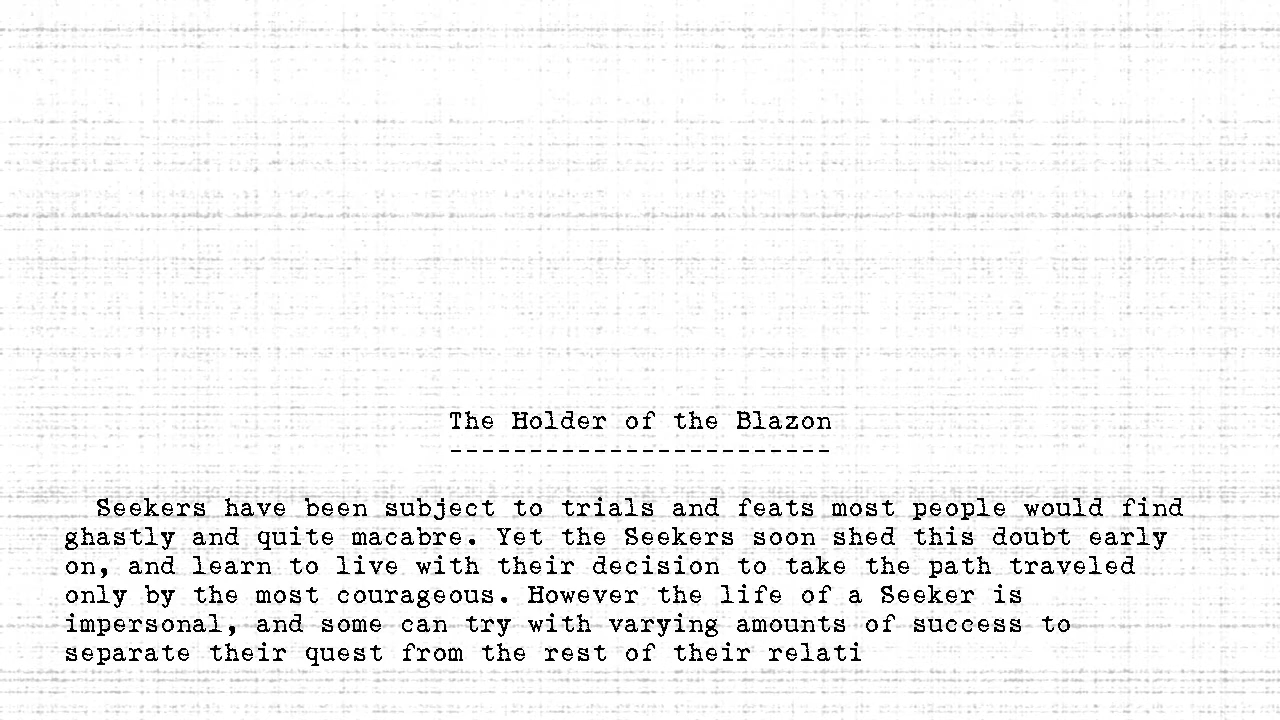 The Holder of the Blazon
------------------------
Seekers have been subject to trials and feats most people would find
ghastly and quite macabre. Yet the Seekers soon shed this doubt early
on, and learn to live with their decision to take the path traveled
only by the most courageous. However the life of a Seeker is
impersonal, and some can try with varying amounts of success to
separate their quest from the rest of their relati